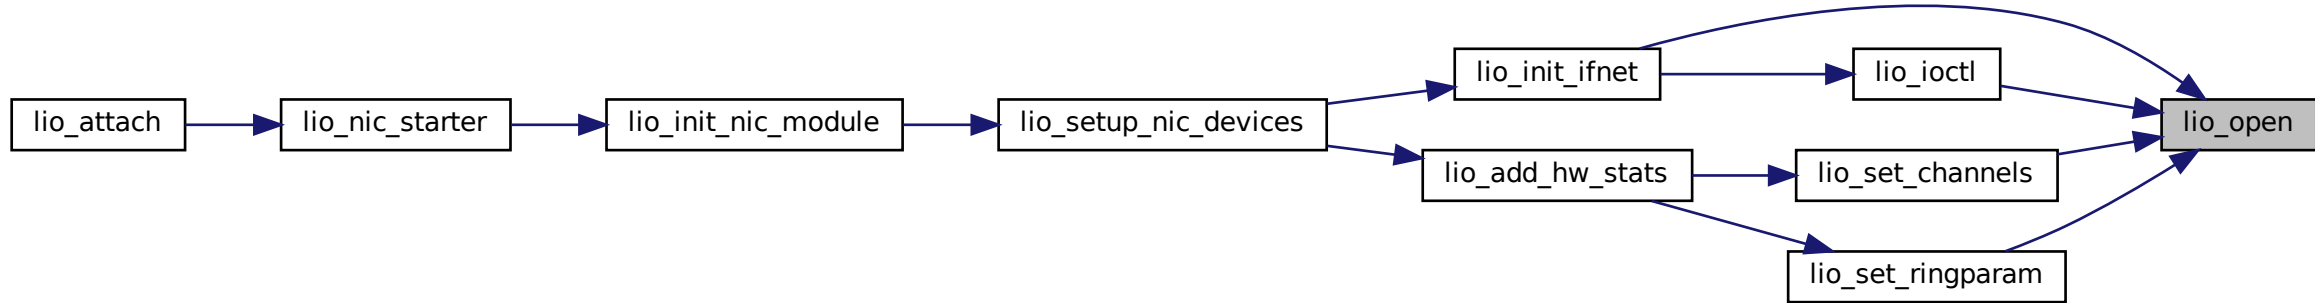 lio_attach
lio_nic_starter
lio_init_nic_module
lio_setup_nic_devices
lio_init_ifnet
lio_ioctl
lio_open
lio_add_hw_stats
lio_set_channels
lio_set_ringparam